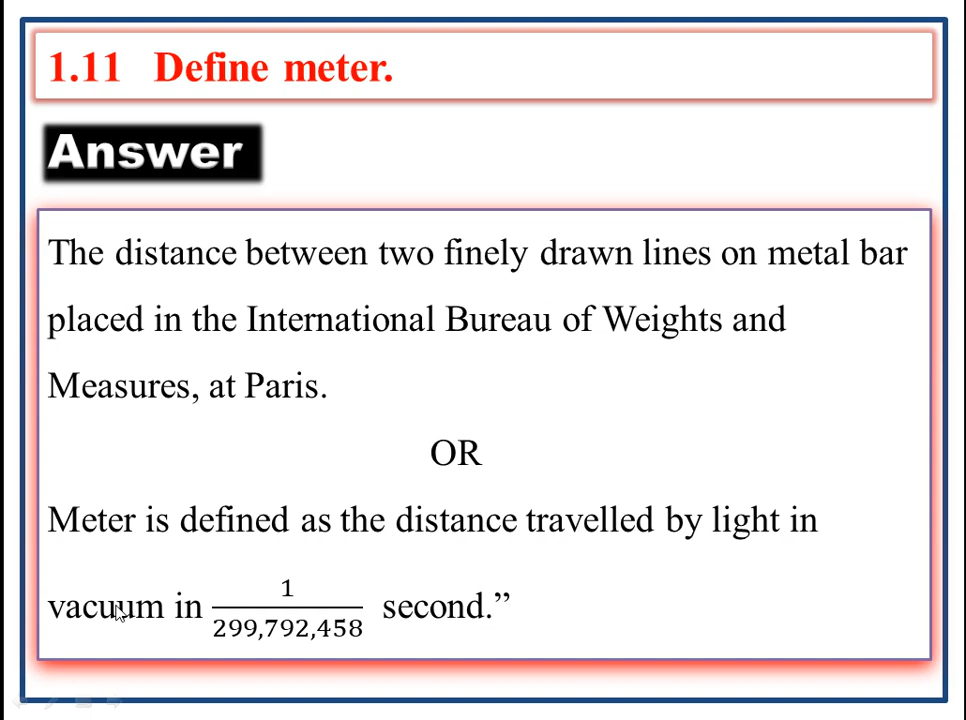 1.11 Define meter.
Answer
The distance between two finely drawn lines on metal bar
placed in the International Bureau of Weights and
Measures, at Paris.
OR
Meter is defined as the distance travelled by light in
vacuum in 1/299,792,458 second.”